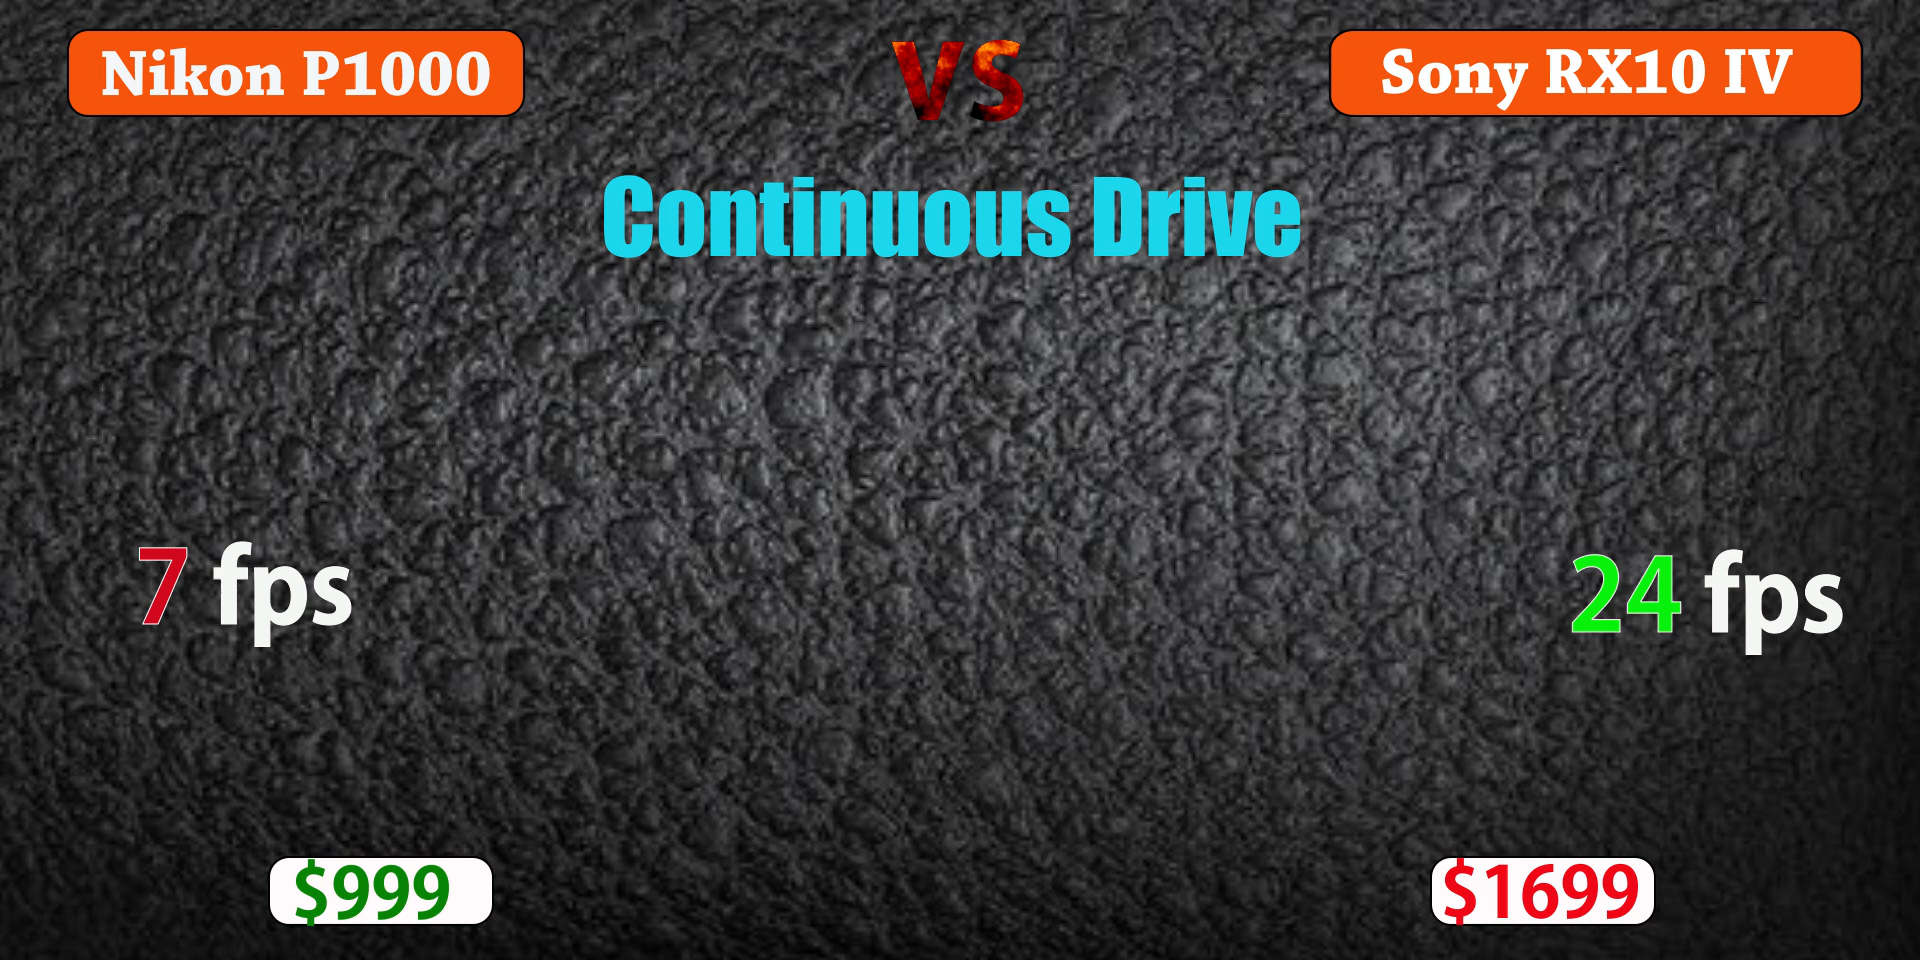 Nikon P1000
VS
Sony RX10 IV
Continuous Drive
7 fps
24 fps
$999
$1699